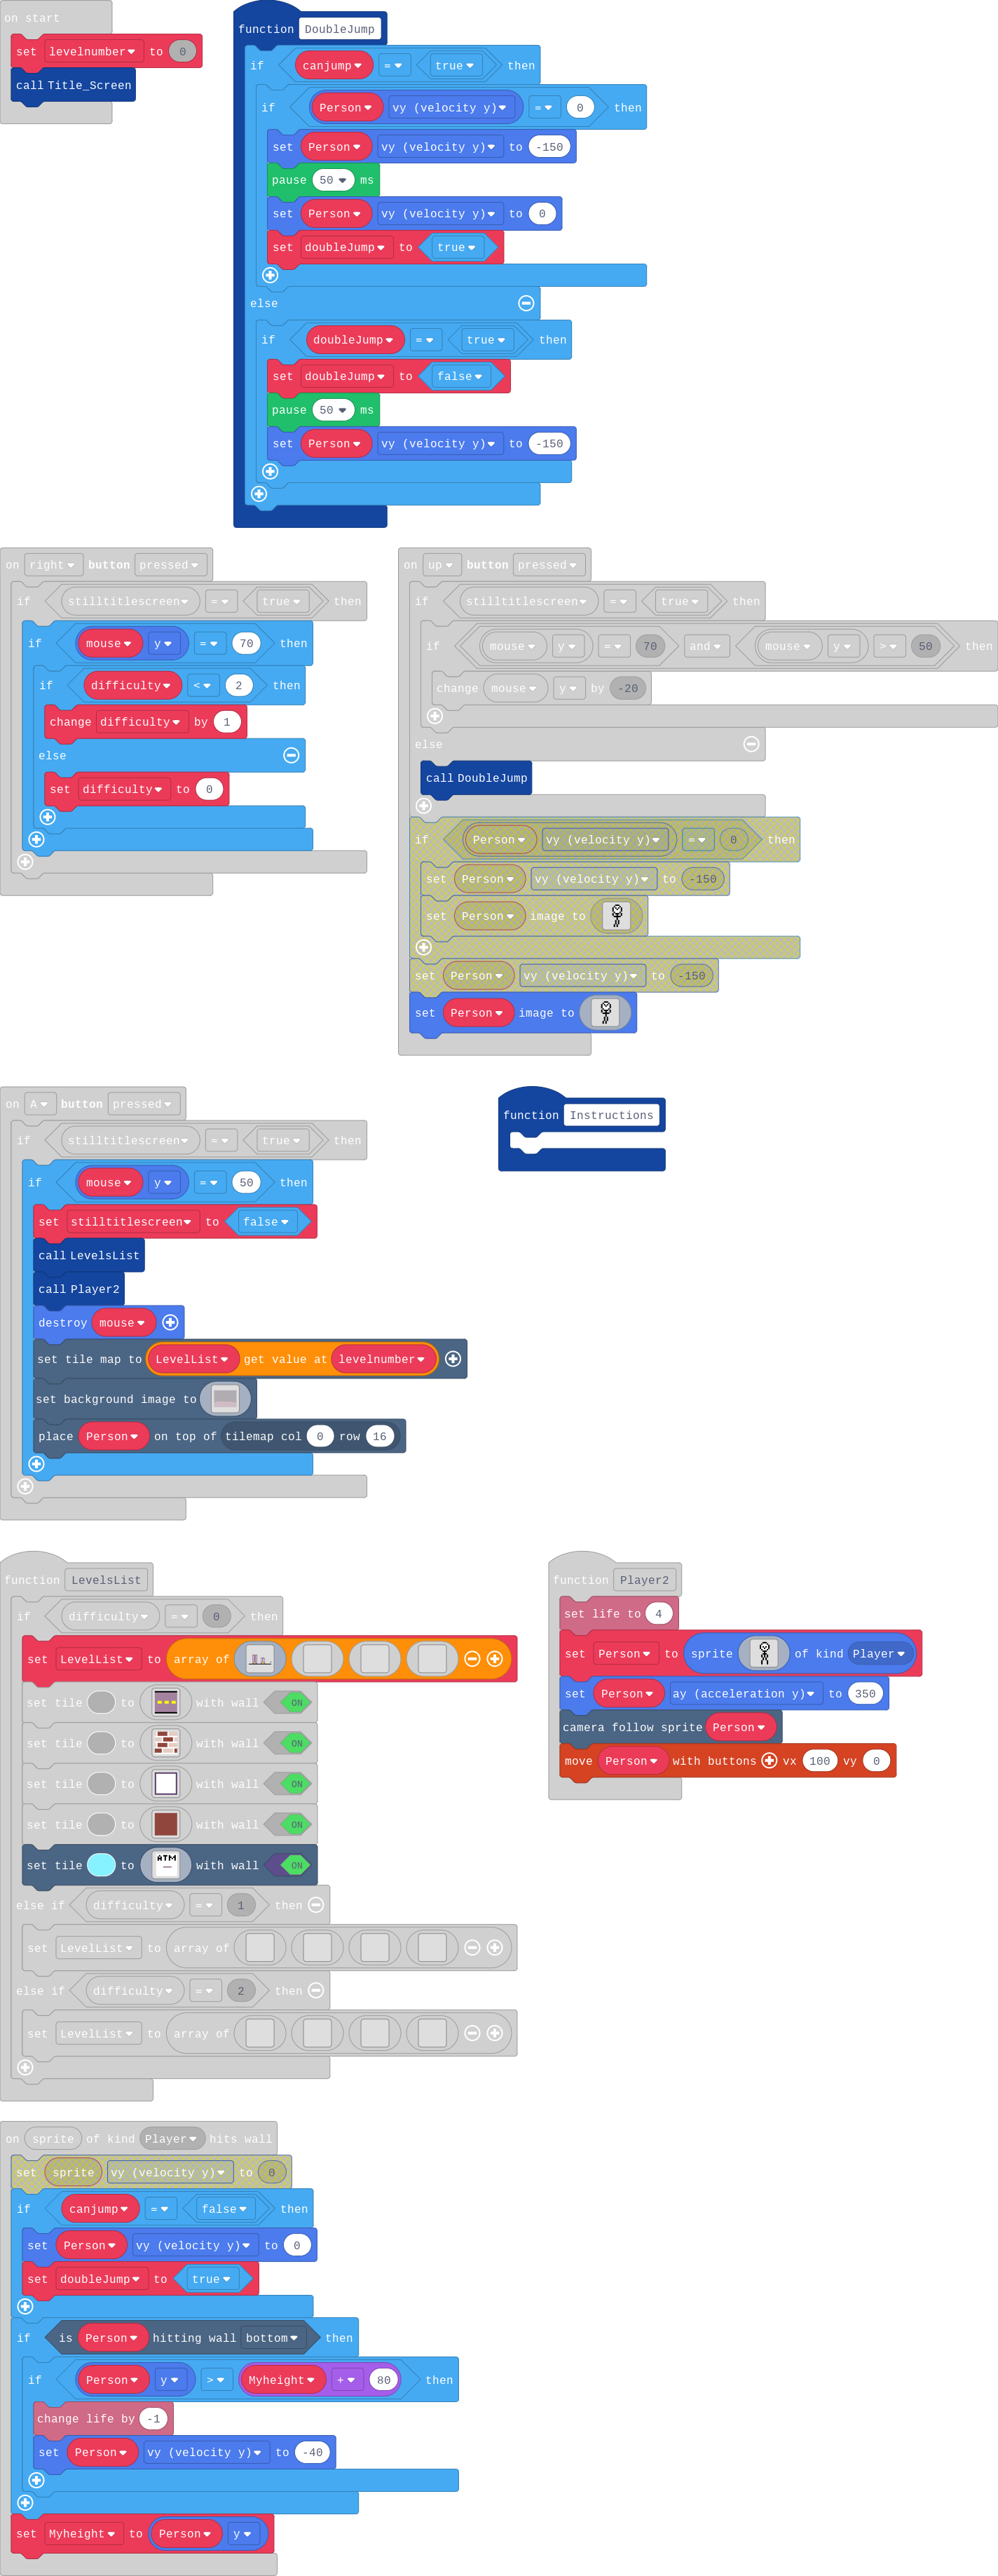 on start
set levelnumber to 0
call Title_Screen
function DoubleJump
if canjump = true then
if Person vy (velocity y) = 0 then
set Person vy (velocity y) to -150
pause 50 ms
set Person vy (velocity y) to 0
set doubleJump to true
else
if doubleJump = true then
set doubleJump to false
pause 50 ms
set Person vy (velocity y) to -150
on right button pressed
if stilltitlescreen = true then
if mouse y = 70 then
if difficulty < 2 then
change difficulty by 1
else
set difficulty to 0
on up button pressed
if stilltitlescreen = true then
if mouse y = 70 and mouse y > 50 then
change mouse y by -20
else
call DoubleJump
if Person vy (velocity y) = 0 then
set Person vy (velocity y) to -150
set Person image to
set Person vy (velocity y) to -150
set Person image to
on A button pressed
if stilltitlescreen = true then
if mouse y = 50 then
set stilltitlescreen to false
call LevelsList
call Player2
destroy mouse
set tile map to LevelList get value at levelnumber
set background image to
place Person on top of tilemap col 0 row 16
function Instructions
function LevelsList
if difficulty = 0 then
set LevelList to array of
set tile to with wall ON
set tile to with wall ON
set tile to with wall ON
set tile to with wall ON
set tile to ATM with wall ON
else if difficulty = 1 then
set LevelList to array of
else if difficulty = 2 then
set LevelList to array of
function Player2
set life to 4
set Person to sprite of kind Player
set Person ay (acceleration y) to 350
camera follow sprite Person
move Person with buttons vx 100 vy 0
on sprite of kind Player hits wall
set sprite vy (velocity y) to 0
if canjump = false then
set Person vy (velocity y) to 0
set doubleJump to true
if is Person hitting wall bottom then
if Person y > Myheight + 80 then
change life by -1
set Person vy (velocity y) to -40
set Myheight to Person y